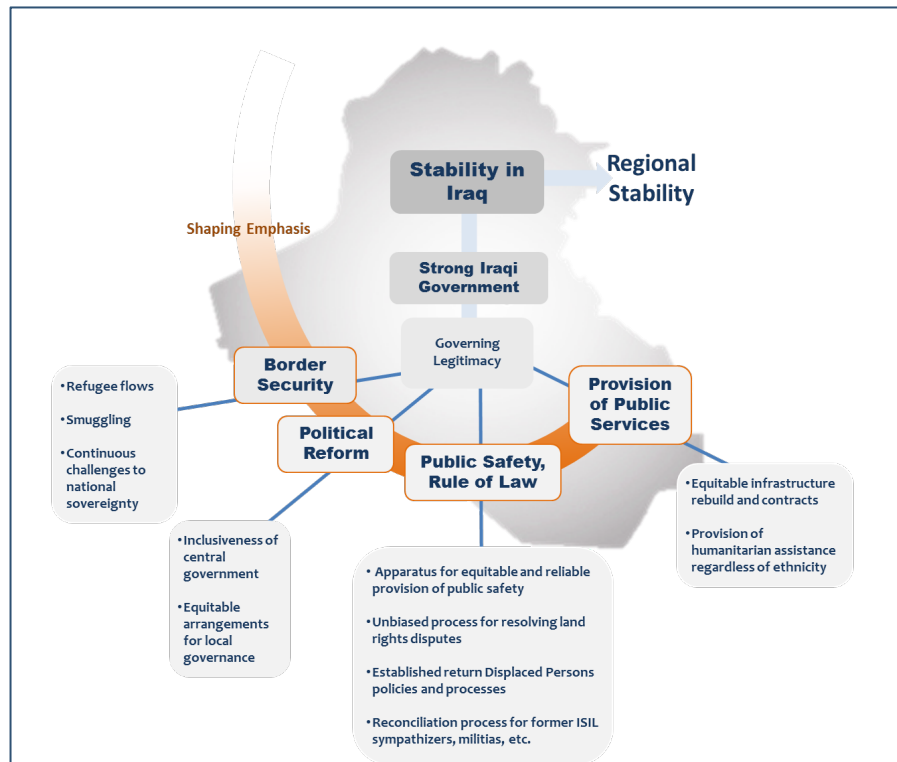 Stability in
Iraq
Regional
Stability
Shaping Emphasis
Strong Iraqi
Government
Governing
Legitimacy
Border
Security
Political
Reform
Public Safety,
Rule of Law
Provision
of Public
Services
•Refugee flows
•Smuggling
•Continuous
challenges to
national
sovereignty
•Inclusiveness of
central
government
•Equitable
arrangements
for local
governance
• Apparatus for equitable and reliable
provision of public safety
•Unbiased process for resolving land
rights disputes
•Established return Displaced Persons
policies and processes
•Reconciliation process for former ISIL
sympathizers, militias, etc.
•Equitable infrastructure
rebuild and contracts
•Provision of
humanitarian assistance
regardless of ethnicity